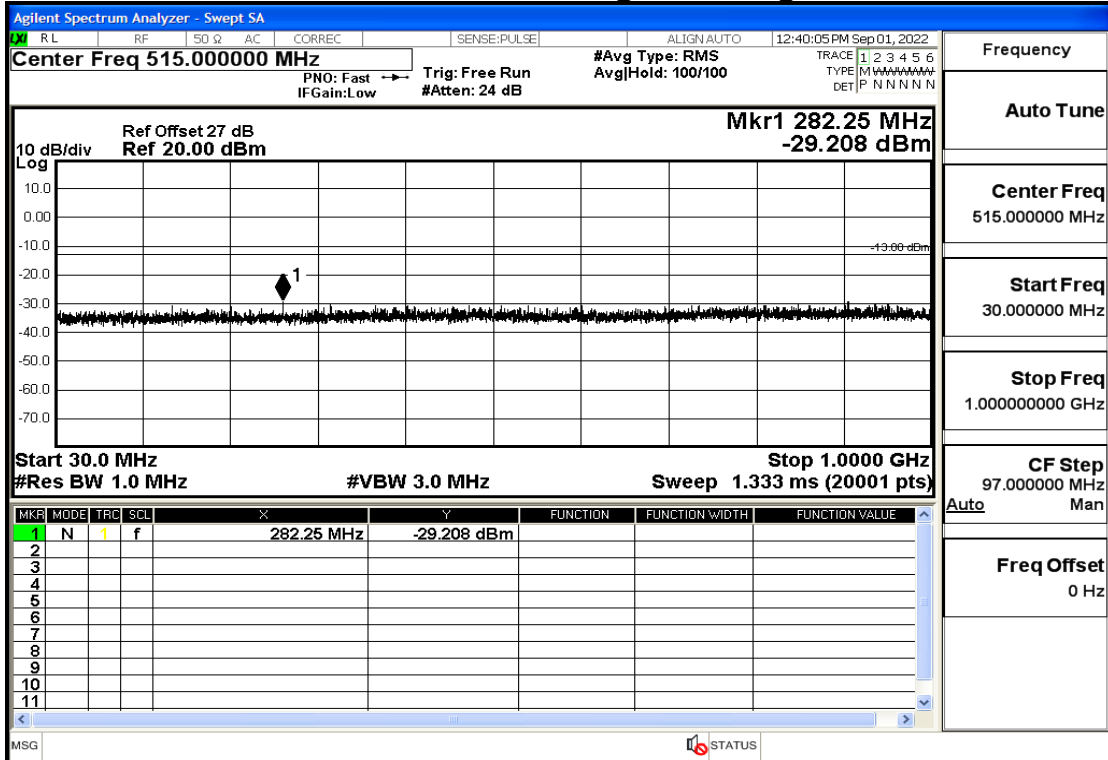 Agilent Spectrum Analyzer - Swept SA
LXI RL RF 50 Ω AC CORREC SENSE:PULSE ALIGN AUTO 12:40:05 PM Sep 01, 2022
Center Freq 515.000000 MHz
PNO: Fast
IFGain:Low
Trig: Free Run
#Atten: 24 dB
#Avg Type: RMS
Avg|Hold: 100/100
TRACE 1 2 3 4 5 6
TYPE M WWWWW
DET P N N N N N
Mkr1 282.25 MHz
-29.208 dBm
Ref Offset 27 dB
10 dB/div Ref 20.00 dBm
Log
10.0
0.00
-10.0
-13.00 dBm
-20.0
1
-30.0
-40.0
-50.0
-60.0
-70.0
Start 30.0 MHz Stop 1.0000 GHz
#Res BW 1.0 MHz #VBW 3.0 MHz Sweep 1.333 ms (20001 pts)
MKR MODE TRC SCL X Y FUNCTION FUNCTION WIDTH FUNCTION VALUE
1 N 1 f 282.25 MHz -29.208 dBm
2
3
4
5
6
7
8
9
10
11
MSG STATUS
Frequency
Auto Tune
Center Freq
515.000000 MHz
Start Freq
30.000000 MHz
Stop Freq
1.000000000 GHz
CF Step
97.000000 MHz
Auto Man
Freq Offset
0 Hz